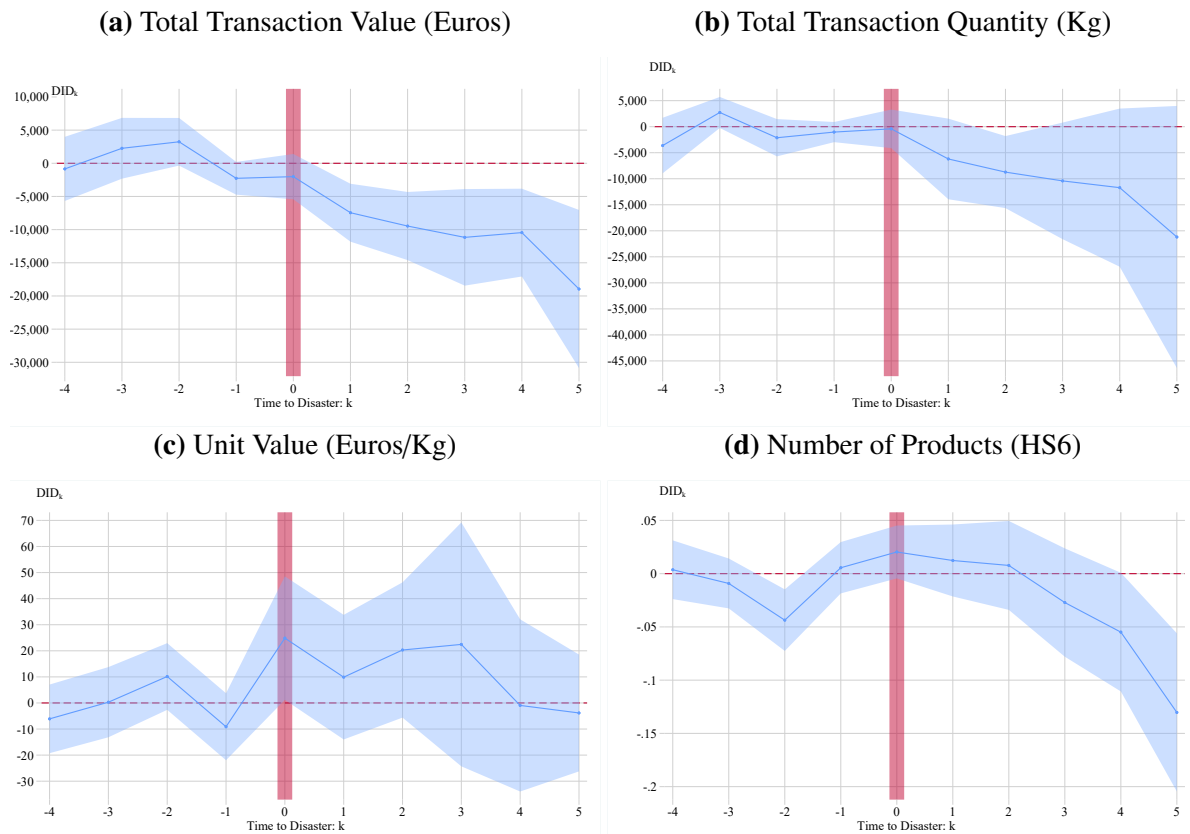 (a) Total Transaction Value (Euros)
DIDk
10,000
5,000
0
-5,000
-10,000
-15,000
-20,000
-25,000
-30,000
-4 -3 -2 -1 0 1 2 3 4 5
Time to Disaster: k
(b) Total Transaction Quantity (Kg)
DIDk
5,000
0
-5,000
-10,000
-15,000
-20,000
-25,000
-30,000
-35,000
-40,000
-45,000
-4 -3 -2 -1 0 1 2 3 4 5
Time to Disaster: k
(c) Unit Value (Euros/Kg)
DIDk
70
60
50
40
30
20
10
0
-10
-20
-30
-4 -3 -2 -1 0 1 2 3 4 5
Time to Disaster: k
(d) Number of Products (HS6)
DIDk
.05
0
-.05
-.1
-.15
-.2
-4 -3 -2 -1 0 1 2 3 4 5
Time to Disaster: k